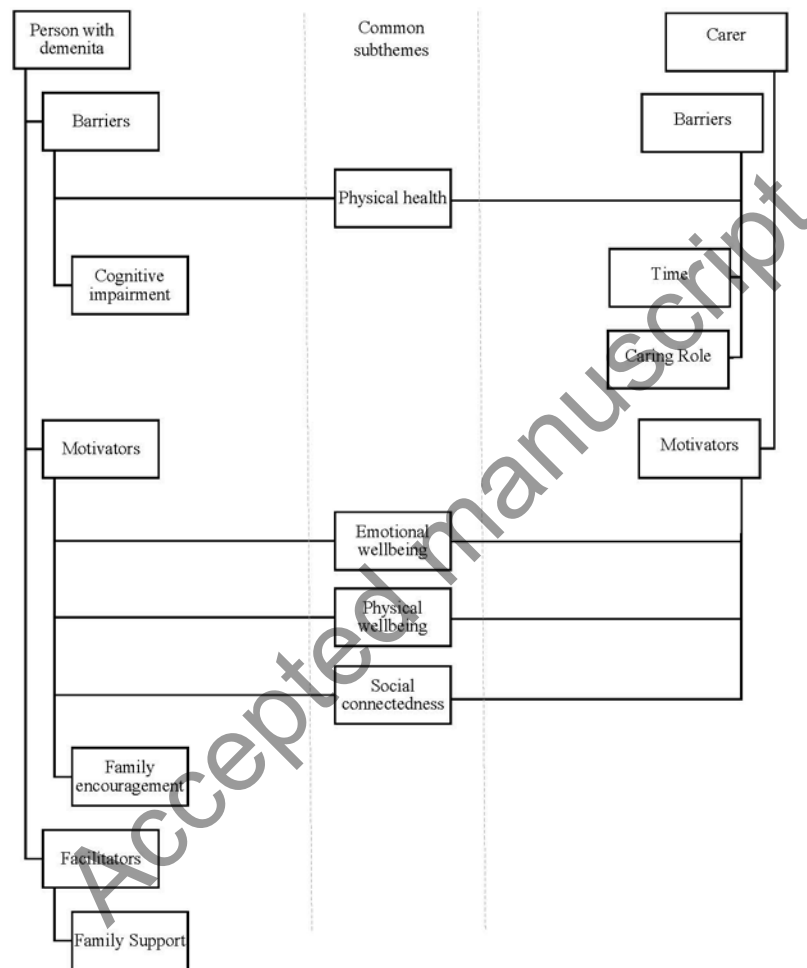 Person with
demenita
Common
subthemes
Carer
Barriers
Barriers
Physical health
Cognitive
impairment
Time
Caring Role
Motivators
Motivators
Emotional
wellbeing
Physical
wellbeing
Social
connectedness
Family
encouragement
Facilitators
Family Support
Accepted manuscript